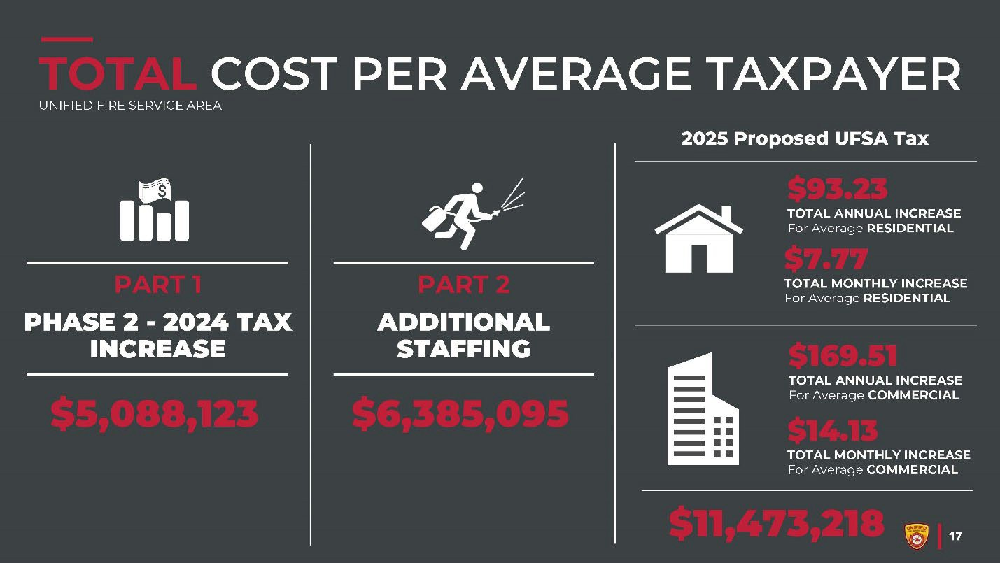 TOTAL COST PER AVERAGE TAXPAYER
UNIFIED FIRE SERVICE AREA
$
PART 1
PHASE 2 - 2024 TAX
INCREASE
$5,088,123
PART 2
ADDITIONAL
STAFFING
$6,385,095
2025 Proposed UFSA Tax
$93.23
TOTAL ANNUAL INCREASE
For Average RESIDENTIAL
$7.77
TOTAL MONTHLY INCREASE
For Average RESIDENTIAL
$169.51
TOTAL ANNUAL INCREASE
For Average COMMERCIAL
$14.13
TOTAL MONTHLY INCREASE
For Average COMMERCIAL
$11,473,218
UNIFIED
17